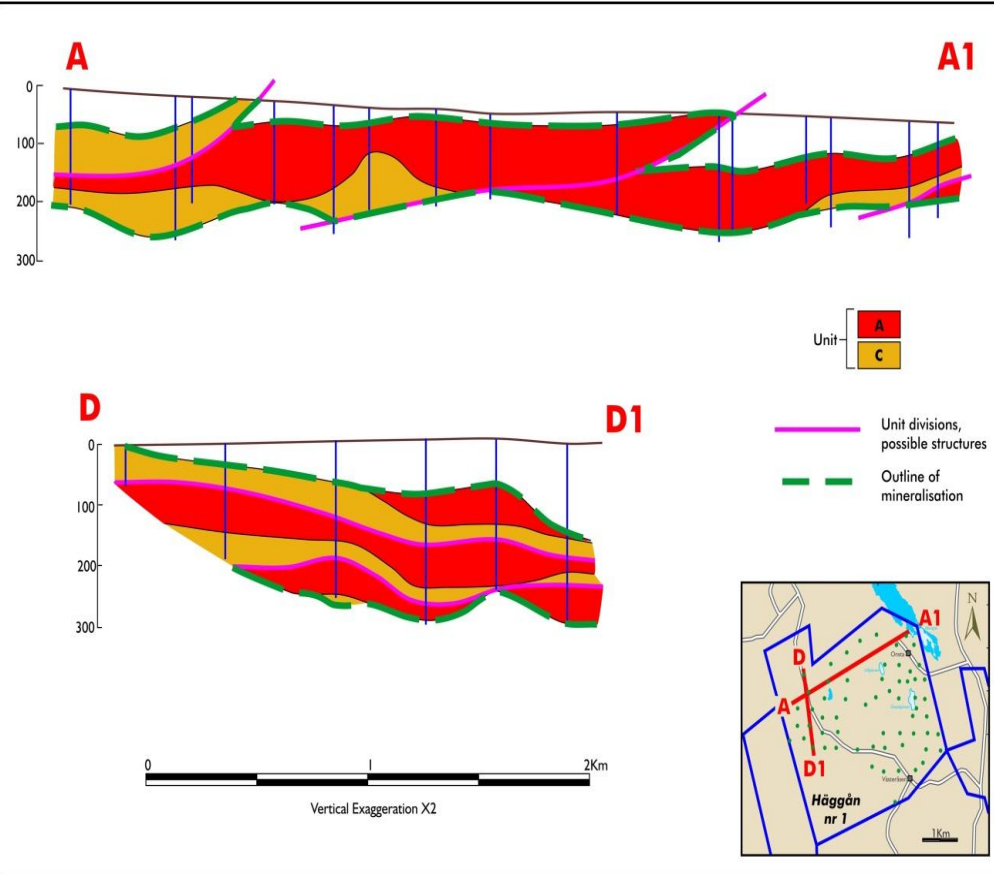 A A1
0
100
200
300
Unit
A
C
D D1
0
100
200
300
Unit divisions,
possible structures
Outline of
mineralisation
0 1 2Km
Vertical Exaggeration X2
N
A1
D
A
D1
Häggån
nr 1
1Km